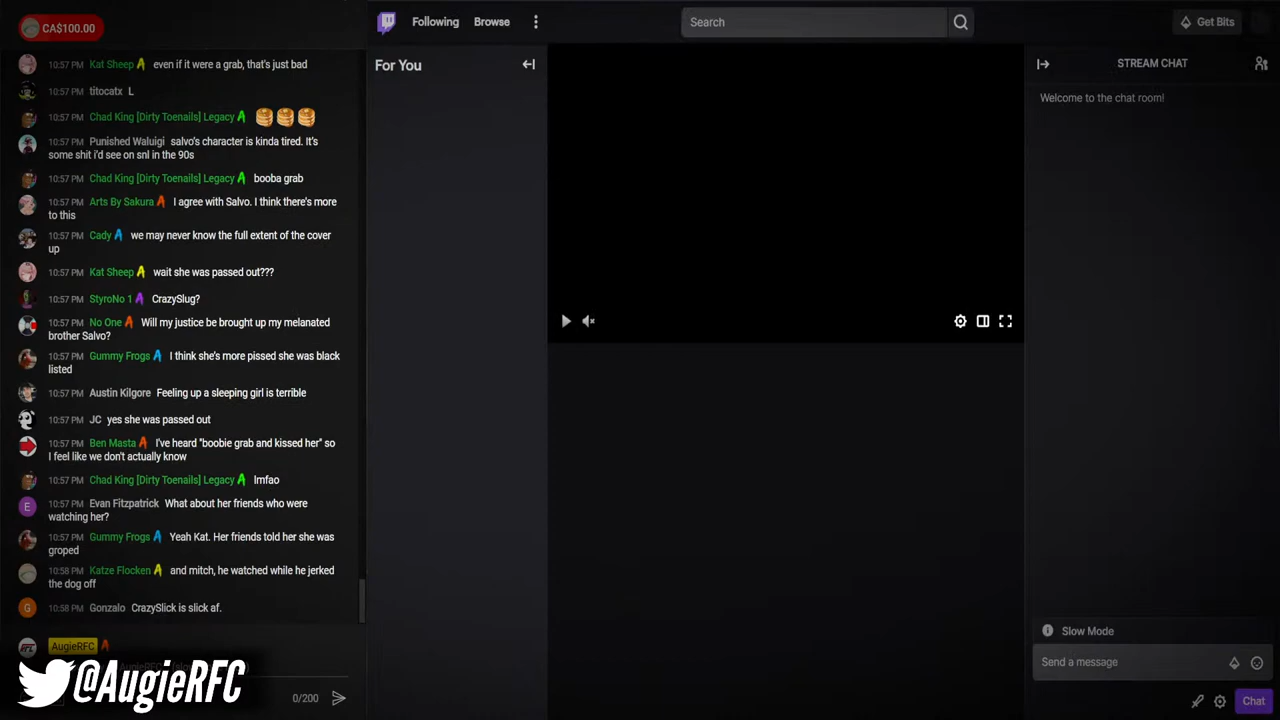 CA$100.00
10:57 PM Kat Sheep even if it were a grab, that's just bad
titocatx L
10:57 PM Chad King [Dirty Toenails] Legacy
10:57 PM Punished Waluigi salvo's character is kinda tired. It's
some shit i'd see on snl in the 90s
10:57 PM Chad King [Dirty Toenails] Legacy booba grab
10:57 PM Arts By Sakura I agree with Salvo. I think there's more
to this
10:57 PM Cady we may never know the full extent of the cover
up
10:57 PM Kat Sheep wait she was passed out???
10:57 PM StyroNo 1 CrazySlug?
10:57 PM No One Will my justice be brought up my melanated
brother Salvo?
10:57 PM Gummy Frogs I think she's more pissed she was black
listed
10:57 PM Austin Kilgore Feeling up a sleeping girl is terrible
10:57 PM JC yes she was passed out
10:57 PM Ben Masta I've heard "boobie grab and kissed her" so
I feel like we don't actually know
10:57 PM Chad King [Dirty Toenails] Legacy lmfao
E
10:57 PM Evan Fitzpatrick What about her friends who were
watching her?
10:57 PM Gummy Frogs Yeah Kat. Her friends told her she was
groped
10:58 PM Katze Flocken and mitch, he watched while he jerked
the dog off
G
10:58 PM Gonzalo CrazySlick is slick af.
AugieRFC
@AugieRFC
0/200
Following
Browse
Search
Get Bits
For You
STREAM CHAT
Welcome to the chat room!
Slow Mode
Send a message
Chat